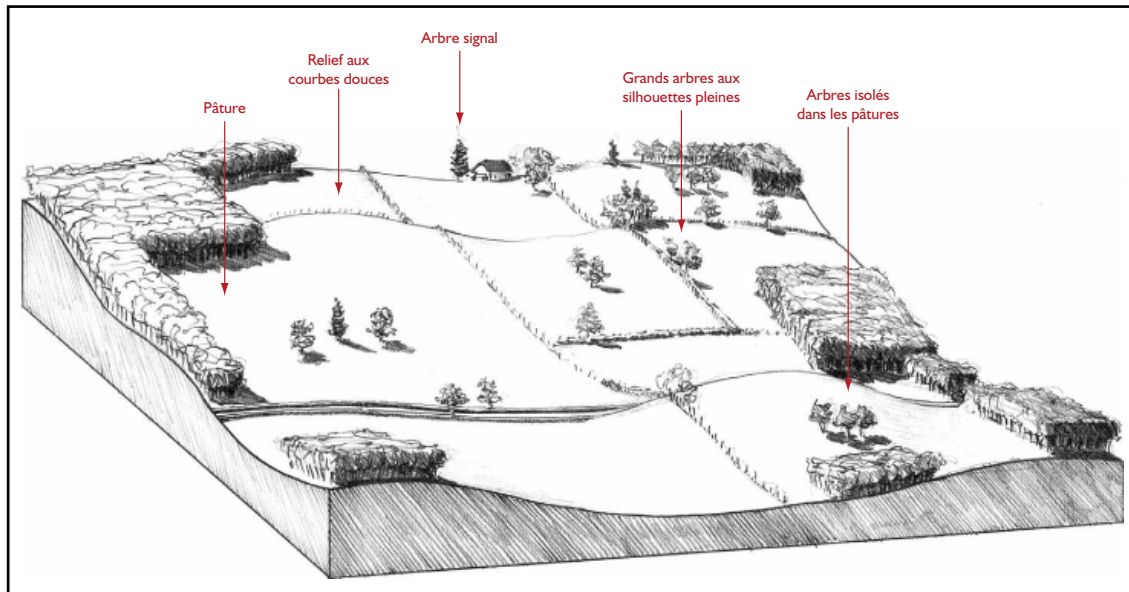 Arbre signal
Relief aux
courbes douces
Grands arbres aux
silhouettes pleines
Arbres isolés
dans les pâtures
Pâture